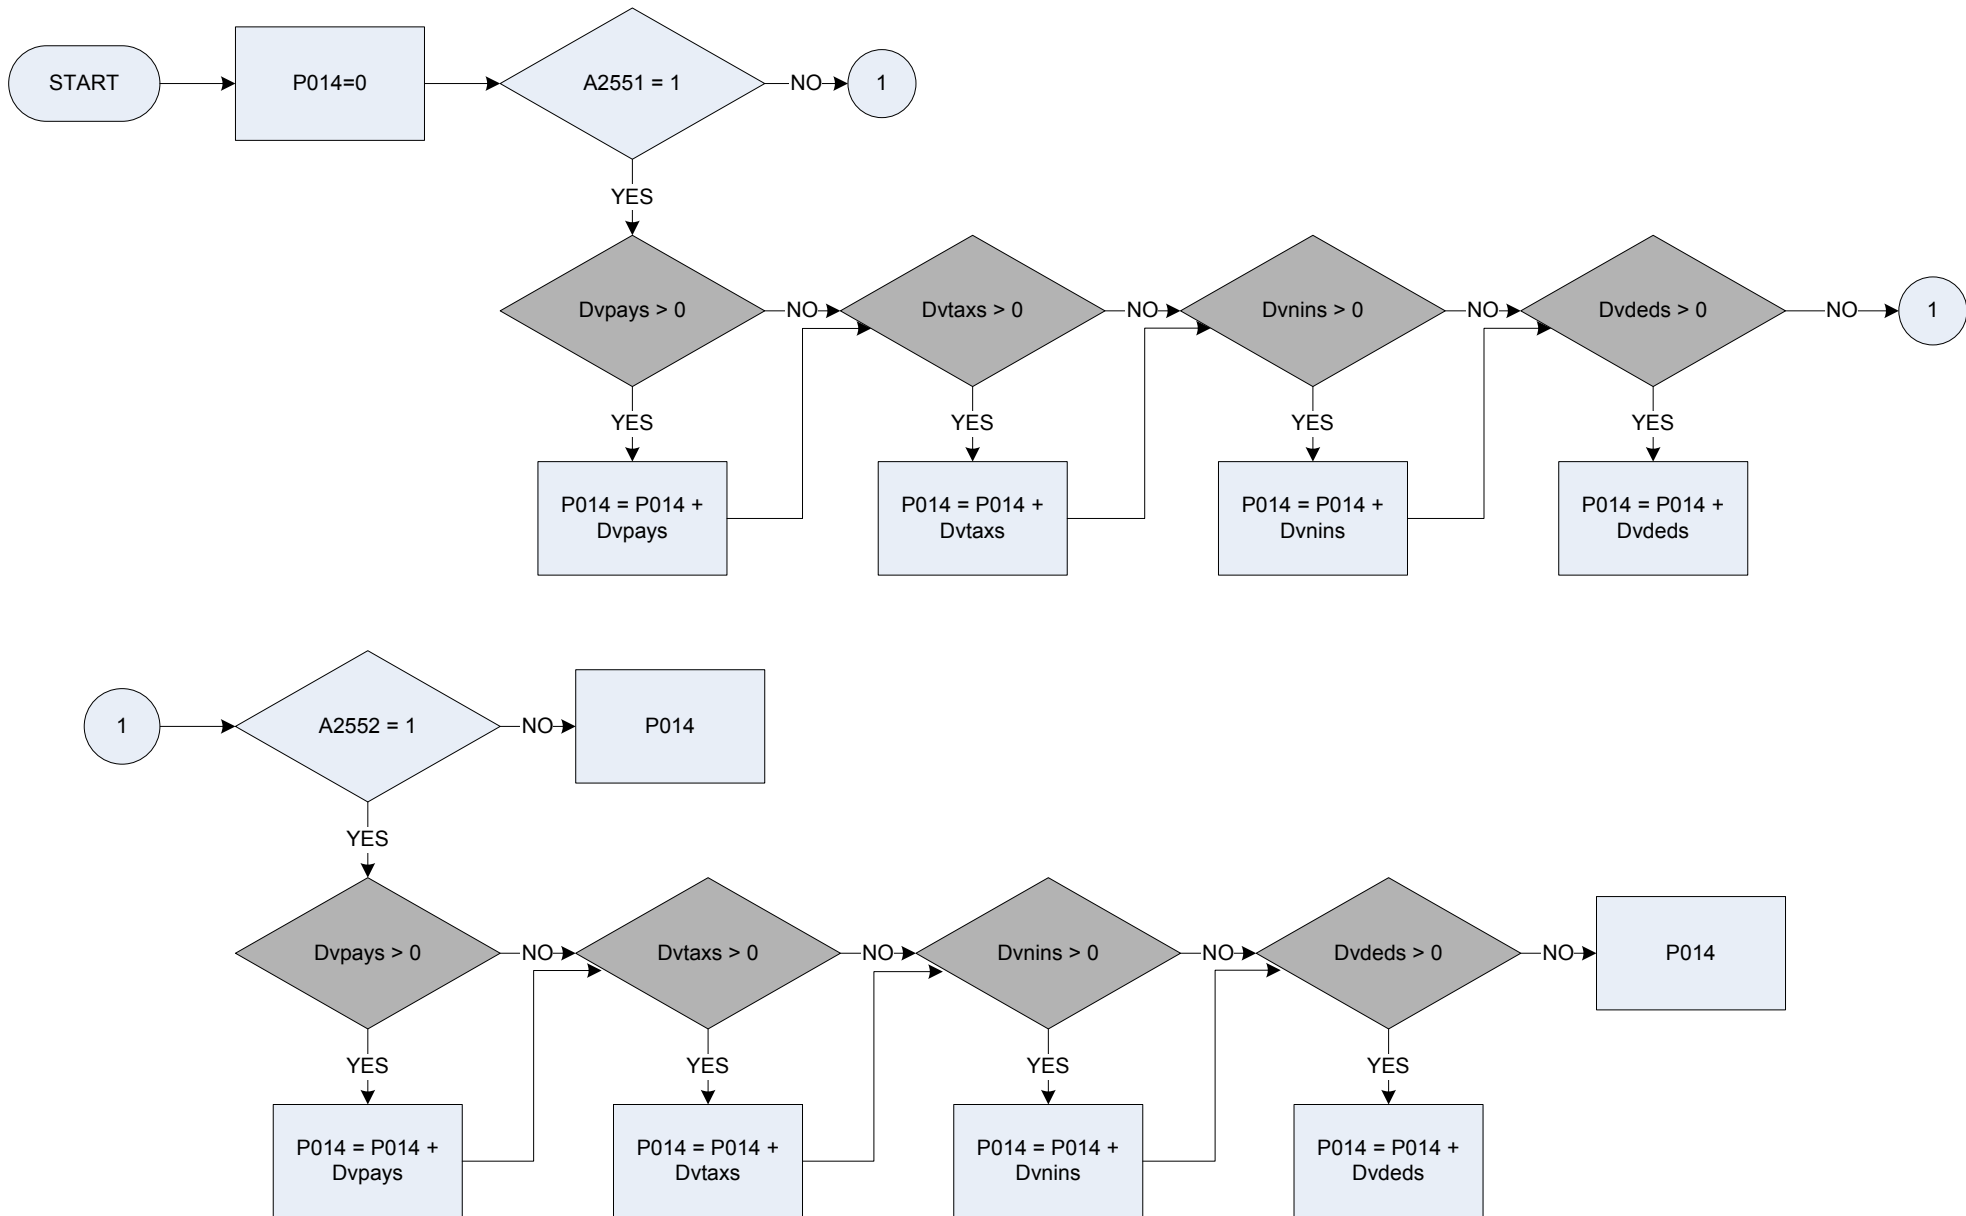 START
P014=0
A2551 = 1
NO
1
YES
Dvpays > 0
NO
Dvtaxs > 0
NO
Dvnins > 0
NO
Dvdeds > 0
NO
1
YES
YES
YES
YES
P014 = P014 +
Dvpays
P014 = P014 +
Dvtaxs
P014 = P014 +
Dvnins
P014 = P014 +
Dvdeds
1
A2552 = 1
NO
P014
YES
Dvpays > 0
NO
Dvtaxs > 0
NO
Dvnins > 0
NO
Dvdeds > 0
NO
P014
YES
YES
YES
YES
P014 = P014 +
Dvpays
P014 = P014 +
Dvtaxs
P014 = P014 +
Dvnins
P014 = P014 +
Dvdeds